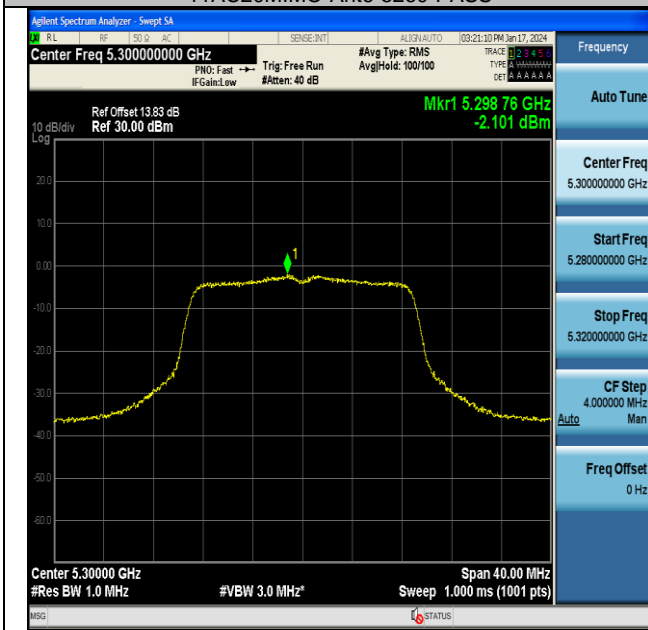 Agilent Spectrum Analyzer - Swept SA
LXI RL RF 50 Ω AC SENSE:INT ALIGN AUTO 03:21:10 PM Jan 17, 2024
Center Freq 5.300000000 GHz #Avg Type: RMS TRACE 1 2 3 4 5 6
PNO: Fast Trig: Free Run Avg|Hold: 100/100 TYPE A
IFGain:Low #Atten: 40 dB DET A A A A A A
Frequency
Auto Tune
Mkr1 5.298 76 GHz
-2.101 dBm
Ref Offset 13.83 dB
10 dB/div Ref 30.00 dBm
Log
20.0
10.0
0.00
-10.0
-20.0
-30.0
-40.0
-50.0
-60.0
1
Center Freq
5.300000000 GHz
Start Freq
5.280000000 GHz
Stop Freq
5.320000000 GHz
CF Step
4.000000 MHz
Auto Man
Freq Offset
0 Hz
Center 5.30000 GHz Span 40.00 MHz
#Res BW 1.0 MHz #VBW 3.0 MHz* Sweep 1.000 ms (1001 pts)
MSG STATUS